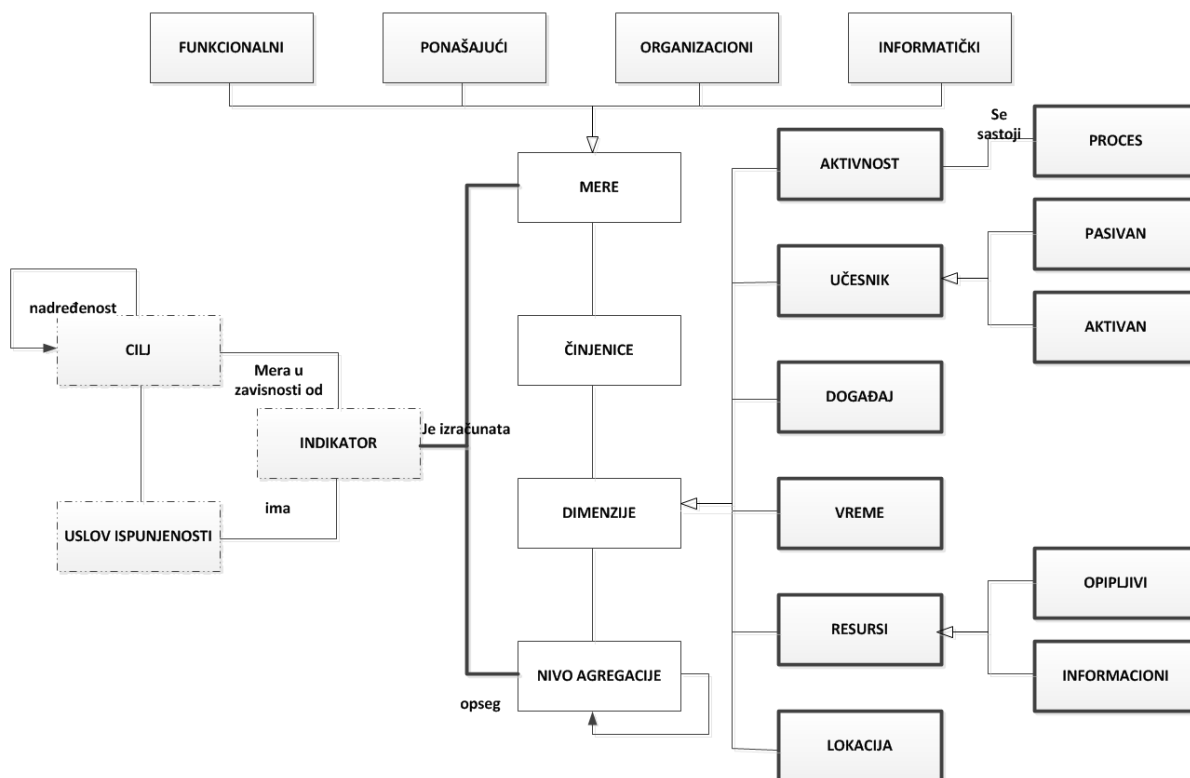 FUNKCIONALNI
PONAŠAJUĆI
ORGANIZACIONI
INFORMATIČKI
MERE
AKTIVNOST
Se
sastoji
PROCES
PASIVAN
UČESNIK
AKTIVAN
nadređenost
CILJ
ČINJENICE
Mera u
zavisnosti od
DOGAĐAJ
INDIKATOR
Je izračunata
ima
USLOV ISPUNJENOSTI
DIMENZIJE
VREME
OPIPLJIVI
RESURSI
INFORMACIONI
NIVO AGREGACIJE
opseg
LOKACIJA